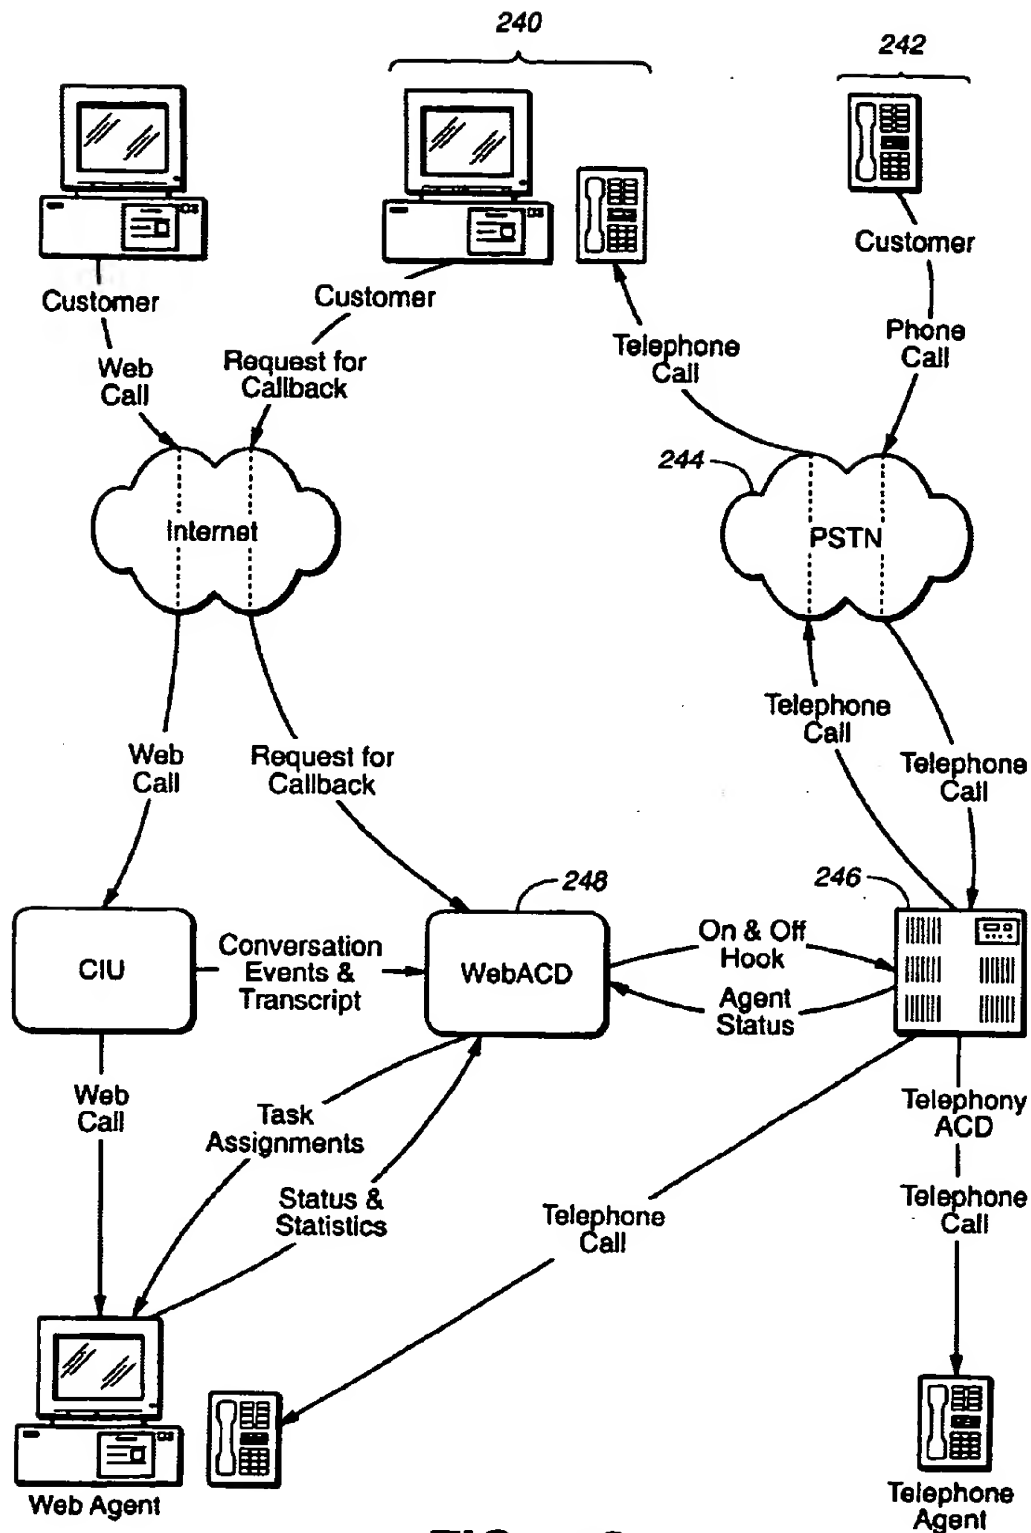 240
242
Customer
Customer
Customer
Web
Call
Request for
Callback
Telephone
Call
Phone
Call
244
Internet
PSTN
Telephone
Call
Web
Call
Request for
Callback
Telephone
Call
248
246
CIU
Conversation
Events &
Transcript
WebACD
On & Off
Hook
Agent
Status
Web
Call
Task
Assignments
Telephony
ACD
Status &
Statistics
Telephone
Call
Telephone
Call
Web Agent
Telephone
Agent